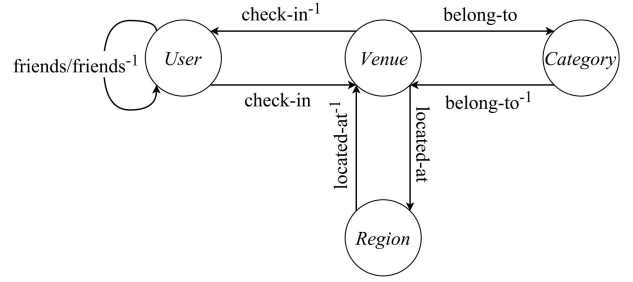 check-in⁻¹
belong-to
friends/friends⁻¹
User
Venue
Category
check-in
belong-to⁻¹
located-at⁻¹
located-at
Region